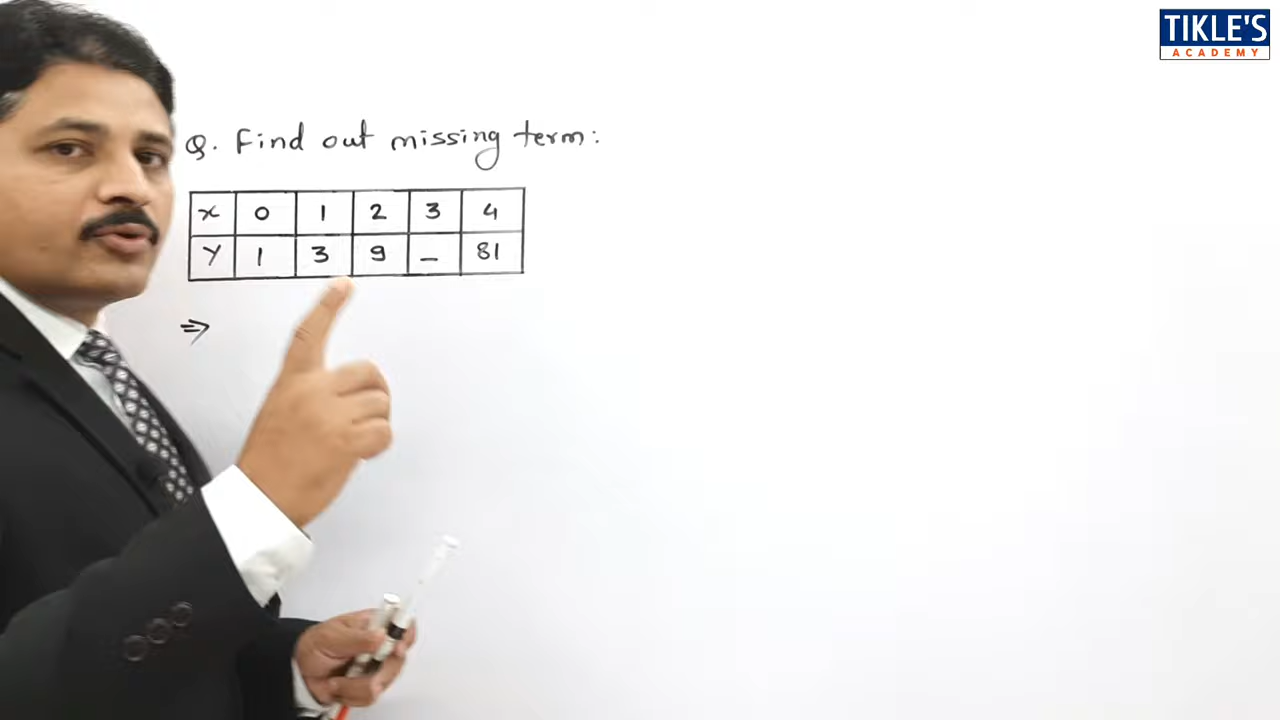 TIKLE'S
ACADEMY
Q. Find out missing term:
x 0 1 2 3 4
y 1 3 9 _ 81
⇒